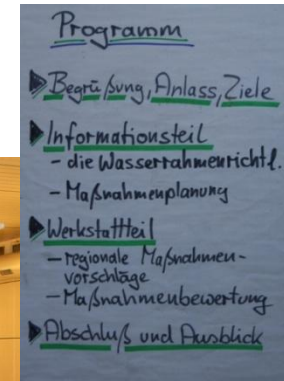 Programm
Begrüßung, Anlass, Ziele
Informationsteil
- die Wasserrahmenrichtl.
- Maßnahmenplanung
Werkstattteil
- regionale Maßnahmen-
vorschläge
- Maßnahmenbewertung
Abschluß und Ausblick